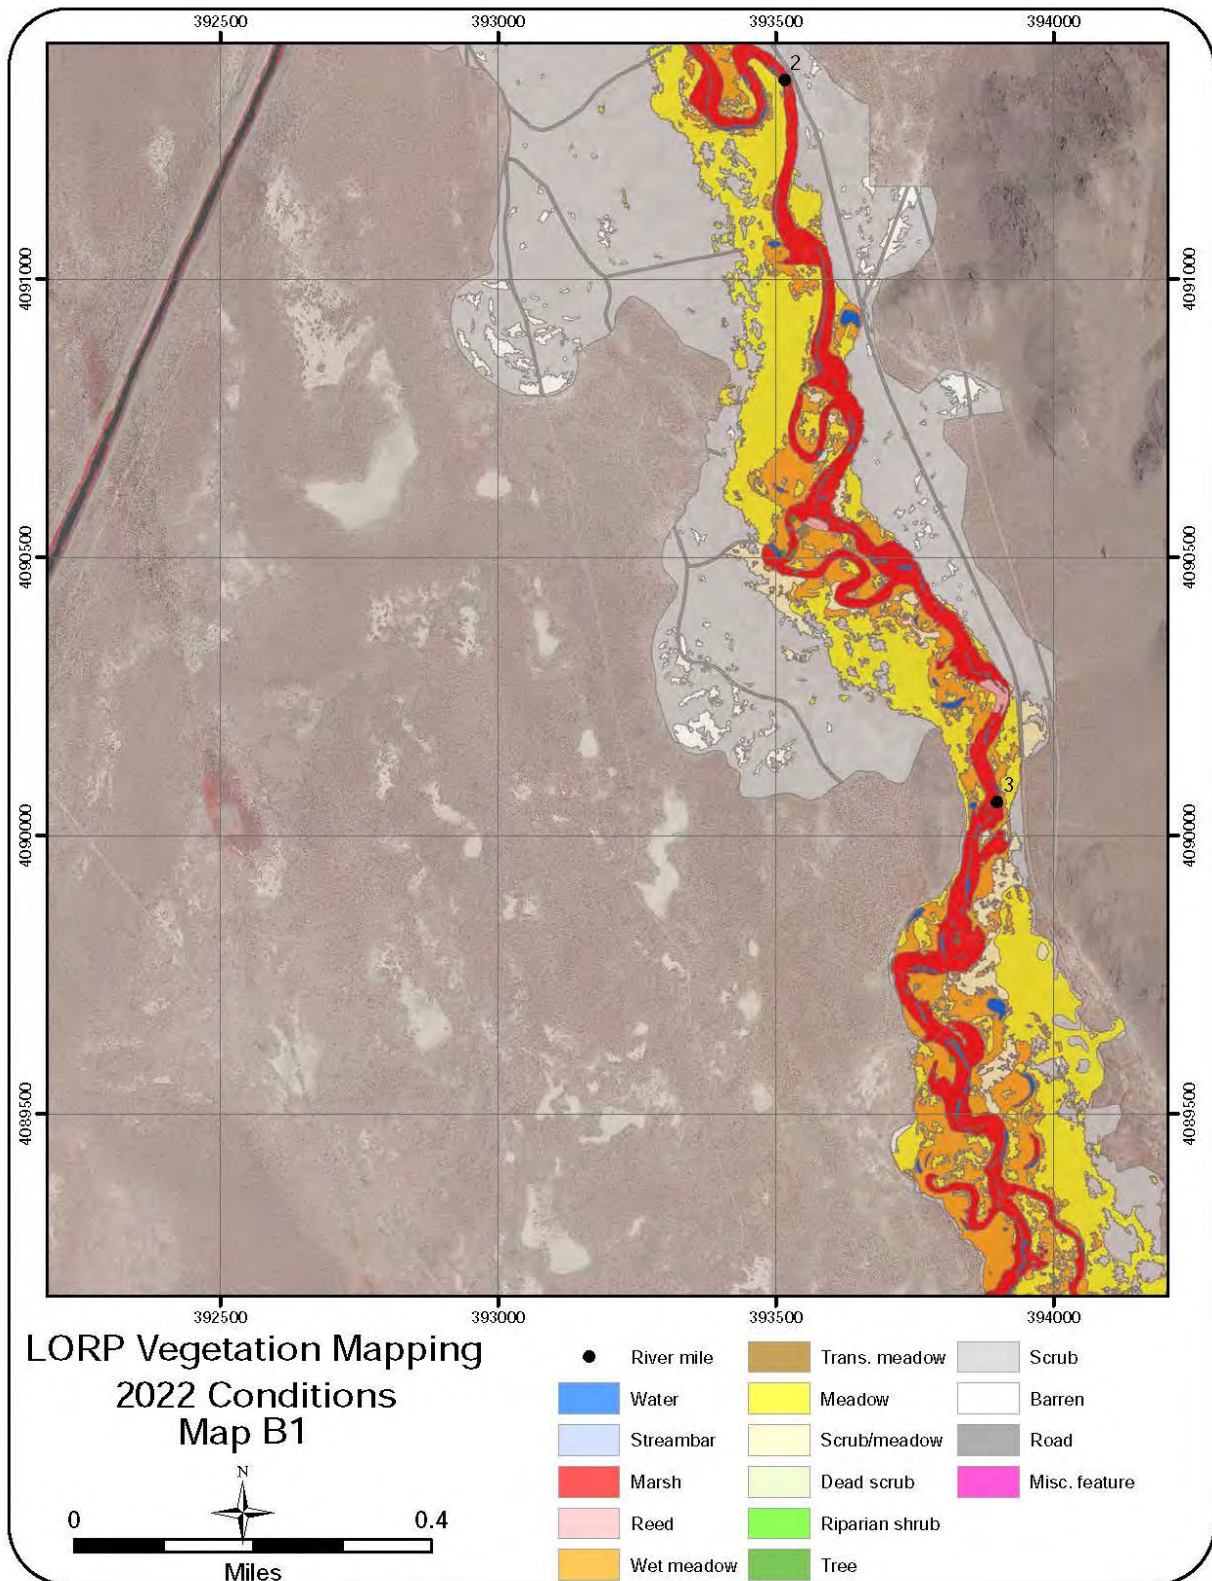 392500 393000 393500 394000
2
4091000 4091000
4090500 4090500
3
4090000 4090000
4089500 4089500
392500 393000 393500 394000
LORP Vegetation Mapping
2022 Conditions
Map B1
N
0 0.4
Miles
River mile
Water
Streambar
Marsh
Reed
Wet meadow
Trans. meadow
Meadow
Scrub/meadow
Dead scrub
Riparian shrub
Tree
Scrub
Barren
Road
Misc. feature